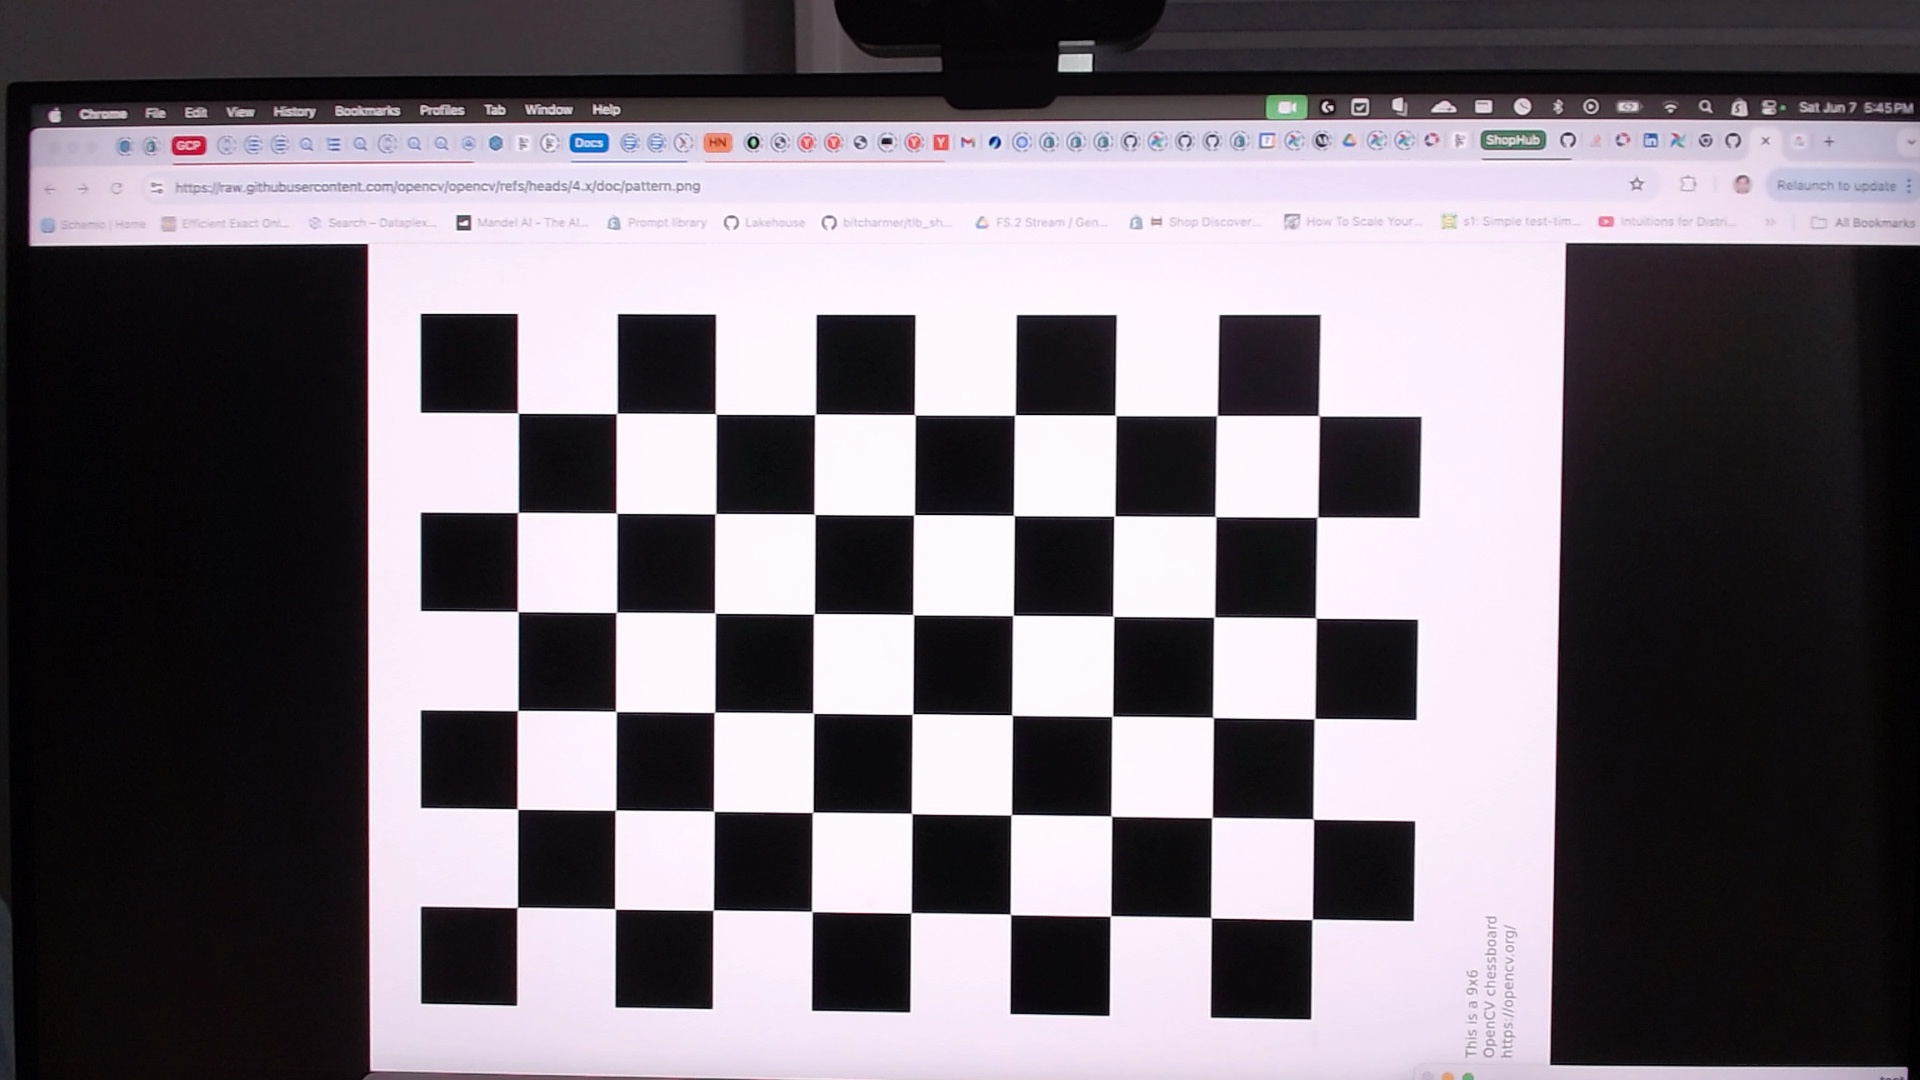 Chrome File Edit View History Bookmarks Profiles Tab Window Help Sat Jun 7 5:45 PM
GCP Docs HN ShopHub
https://raw.githubusercontent.com/opencv/opencv/refs/heads/4.x/doc/pattern.png Relaunch to update
Schemio | Home Efficient Exact Onl... Search – Dataplex... Mandel AI - The AI... Prompt library Lakehouse bitcharmer/tlb_sh... FS 2 Stream / Gen... Shop Discover... How To Scale Your... s1: Simple test-tim... Intuitions for Distri... All Bookmarks
This is a 9x6
OpenCV chessboard
https://opencv.org/